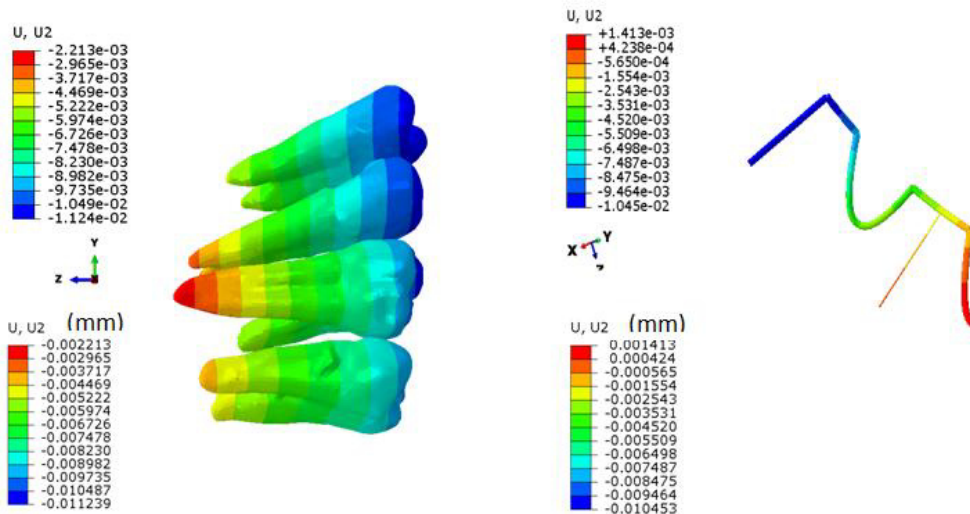 U, U2
-2.213e-03
-2.965e-03
-3.717e-03
-4.469e-03
-5.222e-03
-5.974e-03
-6.726e-03
-7.478e-03
-8.230e-03
-8.982e-03
-9.735e-03
-1.049e-02
-1.124e-02
Y
Z
U, U2 (mm)
-0.002213
-0.002965
-0.003717
-0.004469
-0.005222
-0.005974
-0.006726
-0.007478
-0.008230
-0.008982
-0.009735
-0.010487
-0.011239
U, U2
+1.413e-03
+4.238e-04
-5.650e-04
-1.554e-03
-2.543e-03
-3.531e-03
-4.520e-03
-5.509e-03
-6.498e-03
-7.487e-03
-8.475e-03
-9.464e-03
-1.045e-02
X Y
U, U2 (mm)
0.001413
0.000424
-0.000565
-0.001554
-0.002543
-0.003531
-0.004520
-0.005509
-0.006498
-0.007487
-0.008475
-0.009464
-0.010453